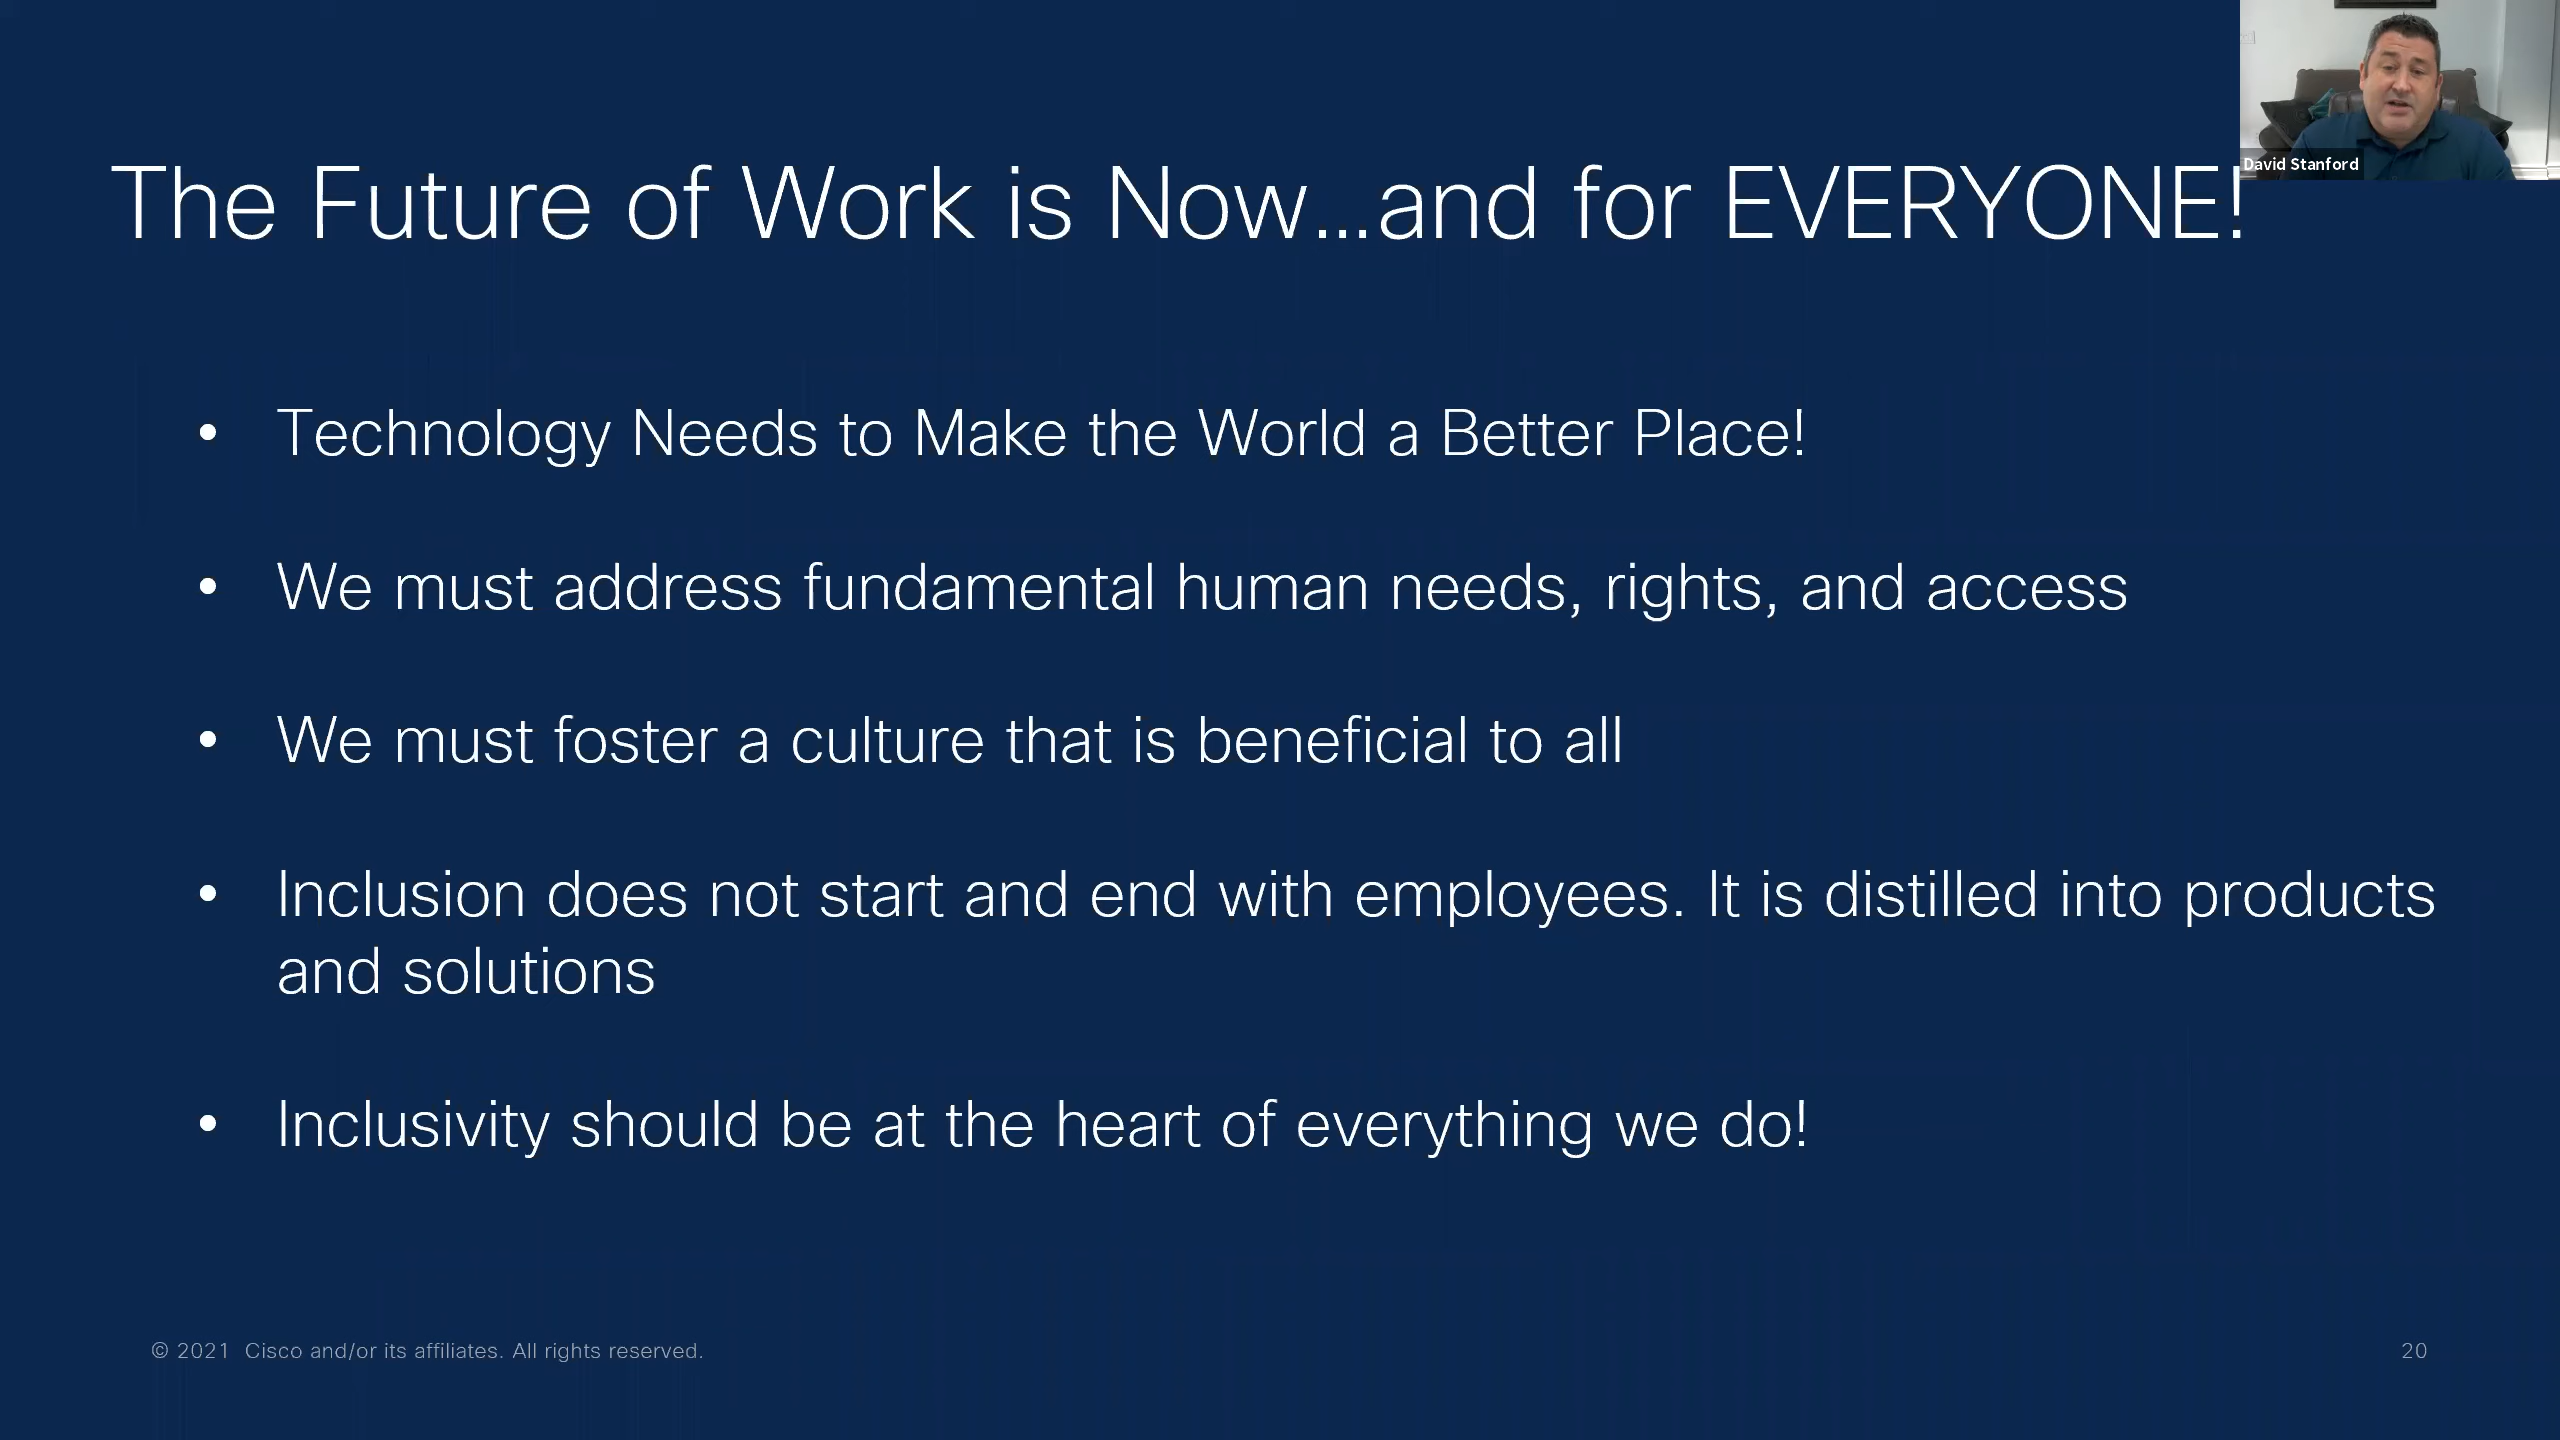 David Stanford
The Future of Work is Now...and for EVERYONE!
• Technology Needs to Make the World a Better Place!
• We must address fundamental human needs, rights, and access
• We must foster a culture that is beneficial to all
• Inclusion does not start and end with employees. It is distilled into products
and solutions
• Inclusivity should be at the heart of everything we do!
© 2021 Cisco and/or its affiliates. All rights reserved.
20